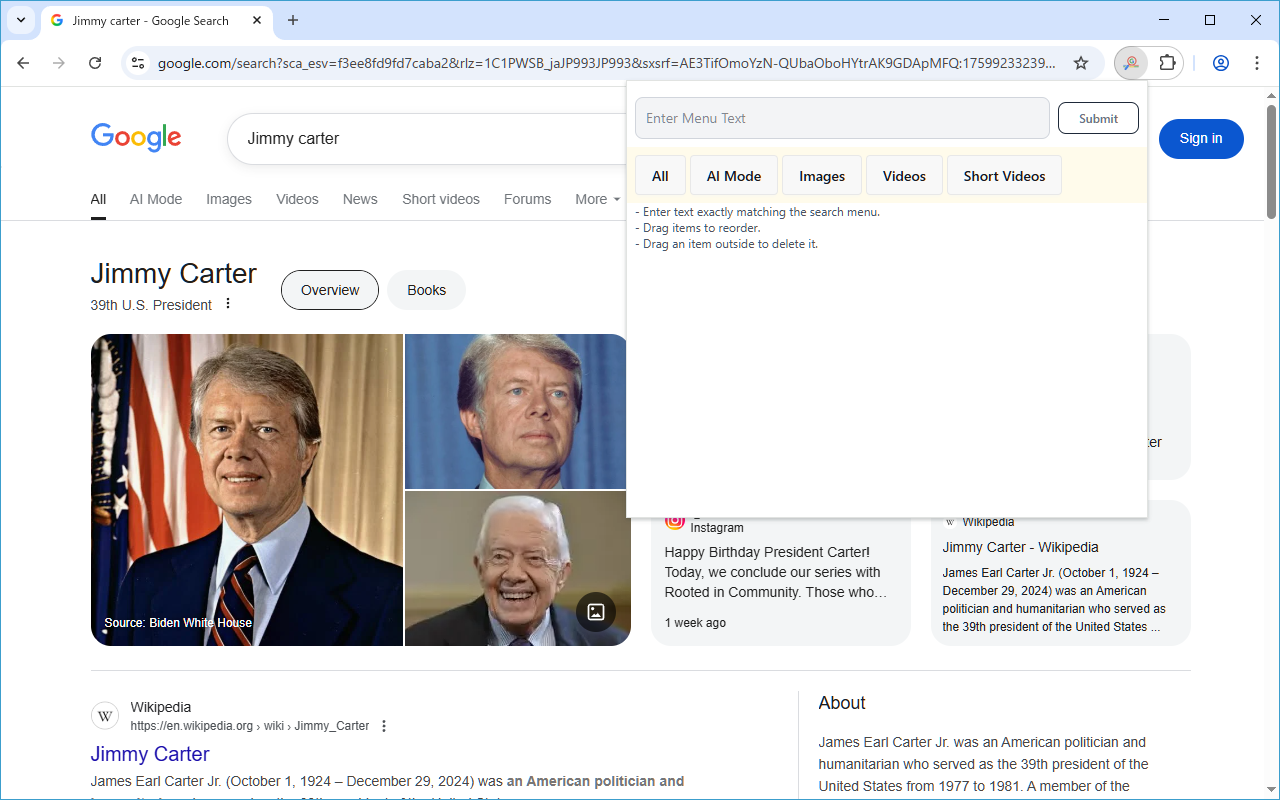 Jimmy carter - Google Search
google.com/search?sca_esv=f3ee8fd9fd7caba2&rlz=1C1PWSB_jaJP993JP993&sxsrf=AE3TifOmoYzN-QUbaOboHYtrAK9GDApMFQ:17599233239...
Google
Jimmy carter
Enter Menu Text
Submit
Sign in
All
AI Mode
Images
Videos
Short Videos
All
AI Mode
Images
Videos
News
Short videos
Forums
More
- Enter text exactly matching the search menu.
- Drag items to reorder.
- Drag an item outside to delete it.
Jimmy Carter
39th U.S. President
Overview
Books
Source: Biden White House
ter
Instagram
Happy Birthday President Carter!
Today, we conclude our series with
Rooted in Community. Those who…
1 week ago
W Wikipedia
Jimmy Carter - Wikipedia
James Earl Carter Jr. (October 1, 1924 –
December 29, 2024) was an American
politician and humanitarian who served as
the 39th president of the United States ...
W
Wikipedia
https://en.wikipedia.org › wiki › Jimmy_Carter
Jimmy Carter
James Earl Carter Jr. (October 1, 1924 – December 29, 2024) was an American politician and
About
James Earl Carter Jr. was an American politician and
humanitarian who served as the 39th president of the
United States from 1977 to 1981. A member of the